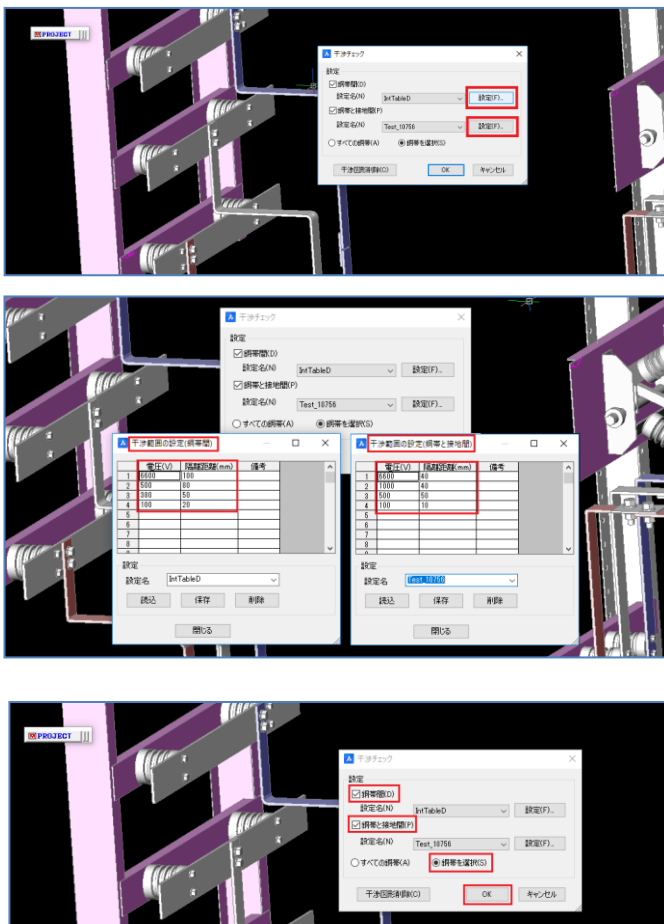 PROJECT
干渉チェック
設定
銅帯間(D)
設定名(N) IntTableD 設定(F)...
銅帯と接地間(P)
設定名(N) Test_10756 設定(F)...
すべての銅帯(A) 銅帯を選択(S)
干渉図形消削除(C) OK キャンセル
干渉チェック
設定
銅帯間(D)
設定名(N) IntTableD 設定(F)...
銅帯と接地間(P)
設定名(N) Test_10756 設定(F)...
すべての銅帯(A) 銅帯を選択(S)
干渉範囲の設定(銅帯間)
電圧(V) 隔離距離(mm) 備考
1 6600 100
2 500 80
3 380 50
4 100 20
5
6
7
8
設定
設定名 IntTableD
読込 保存 削除
閉じる
干渉範囲の設定(銅帯と接地間)
電圧(V) 隔離距離(mm) 備考
1 6600 40
2 1000 40
3 500 50
4 100 10
5
6
7
8
設定
設定名 Test_10756
読込 保存 削除
閉じる
PROJECT
干渉チェック
設定
銅帯間(D)
設定名(N) IntTableD 設定(F)...
銅帯と接地間(P)
設定名(N) Test_10756 設定(F)...
すべての銅帯(A) 銅帯を選択(S)
干渉図形削除(C) OK キャンセル